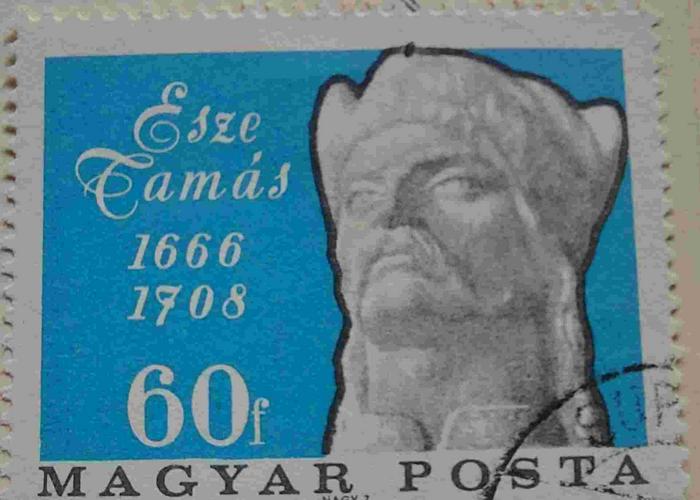 Esze
Tamás
1666
1708
60f
MAGYAR POSTA